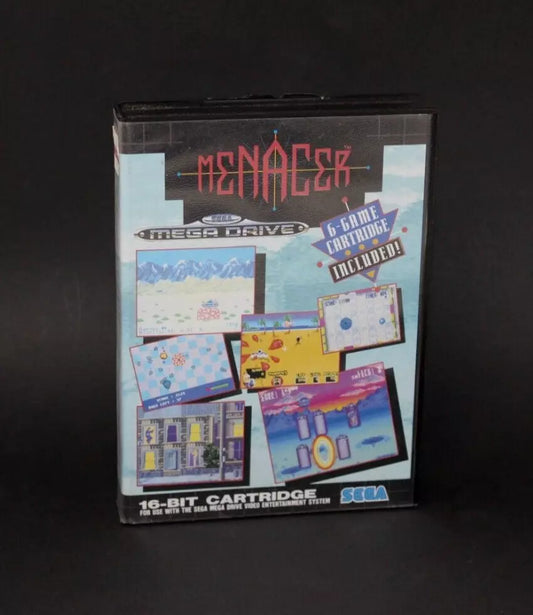 MENACER™
SEGA
MEGA DRIVE
6-GAME
CARTRIDGE
INCLUDED!
16-BIT CARTRIDGE
FOR USE WITH THE SEGA MEGA DRIVE VIDEO ENTERTAINMENT SYSTEM
SEGA